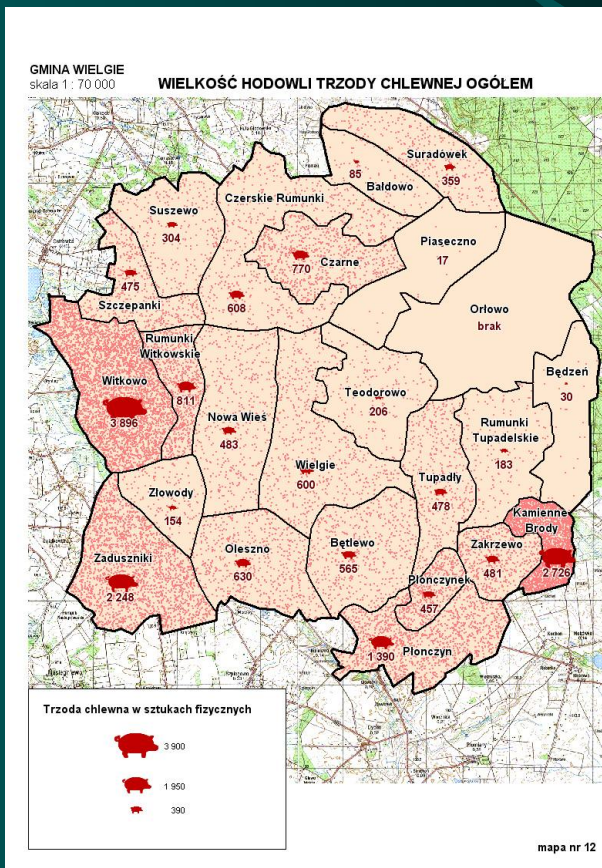 GMINA WIELGIE
skala 1 : 70 000
WIELKOŚĆ HODOWLI TRZODY CHLEWNEJ OGÓŁEM
Suradówek
359
85
Bałdowo
Suszewo
304
Czerskie Rumunki
608
Czarne
770
Piaseczno
17
475
Szczepanki
Orłowo
brak
Rumunki
Witkowskie
811
Witkowo
3 896
Będzeń
30
Teodorowo
206
Nowa Wieś
483
Rumunki
Tupadelskie
183
Wielgie
600
Tupadły
478
Złowody
154
Kamienne
Brody
2 726
Zaduszniki
2 248
Oleszno
630
Bętlewo
565
Zakrzewo
481
Płonczynek
457
Płonczyn
1 390
Trzoda chlewna w sztukach fizycznych
3 900
1 950
390
mapa nr 12